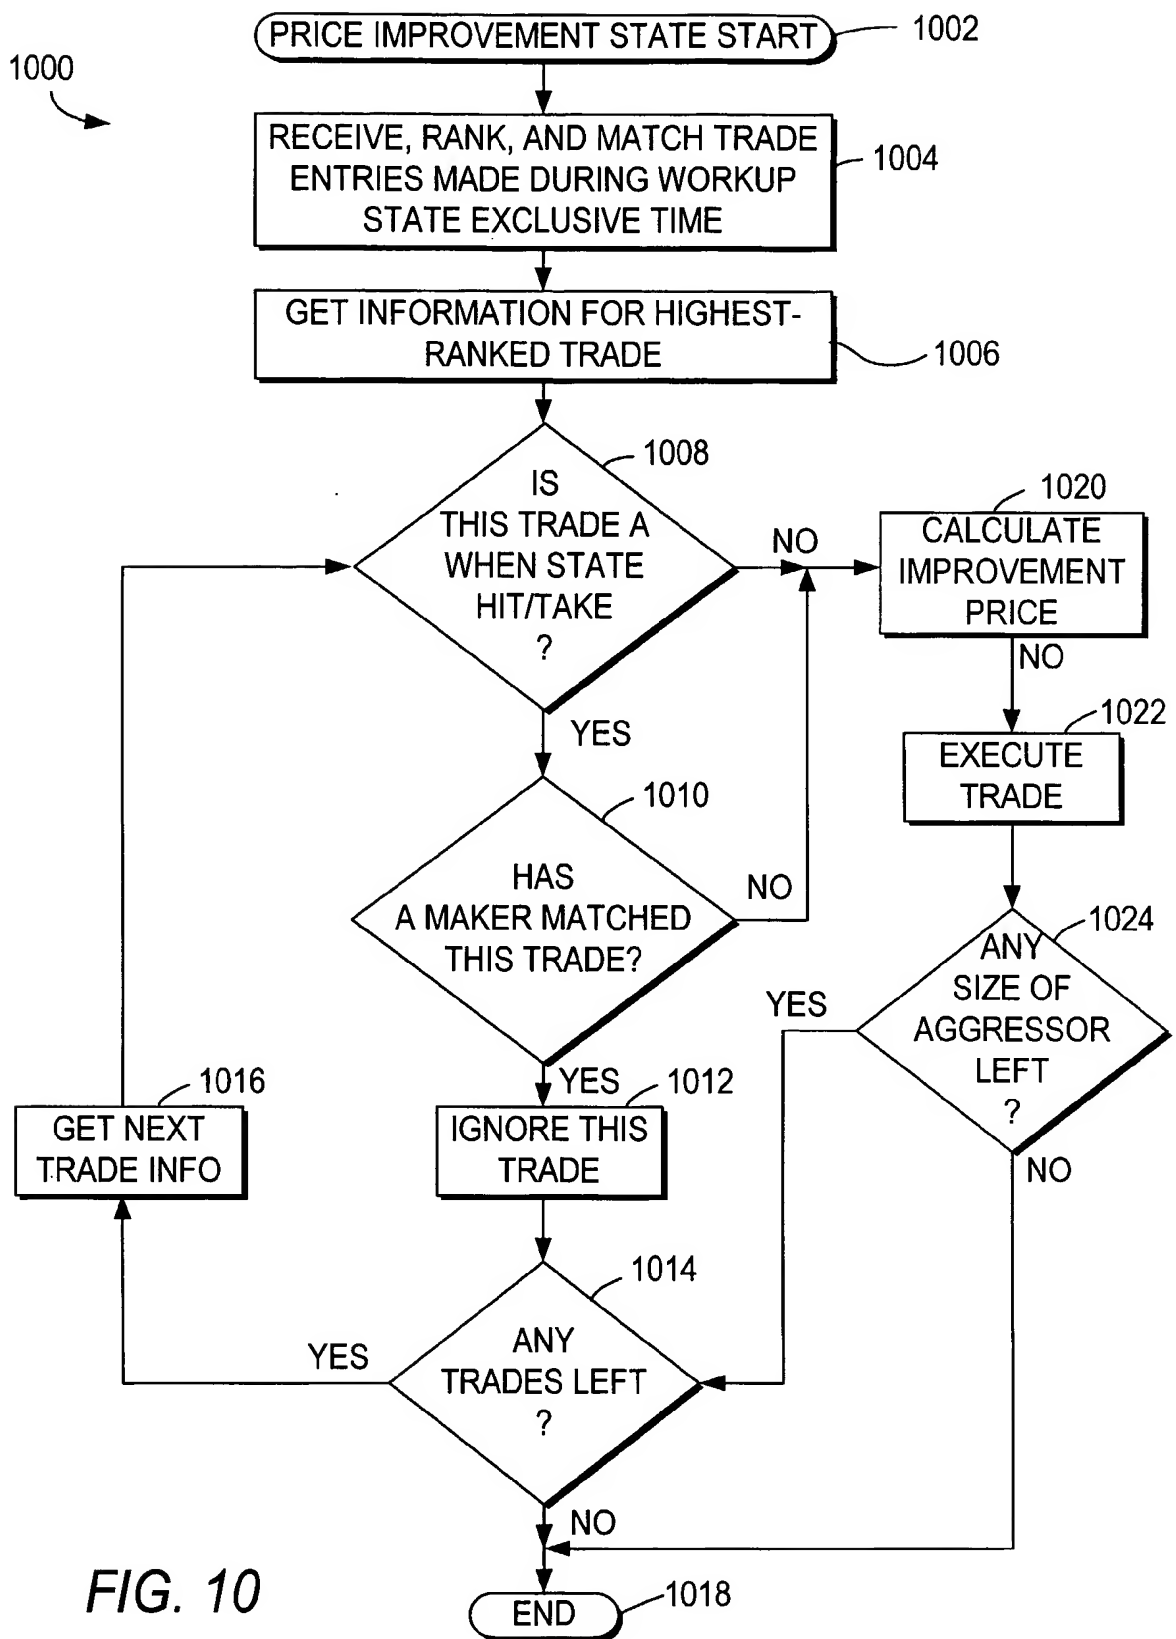 PRICE IMPROVEMENT STATE START
1002
1000
RECEIVE, RANK, AND MATCH TRADE
ENTRIES MADE DURING WORKUP
STATE EXCLUSIVE TIME
1004
GET INFORMATION FOR HIGHEST-
RANKED TRADE
1006
IS
THIS TRADE A
WHEN STATE
HIT/TAKE
?
1008
NO
YES
1020
CALCULATE
IMPROVEMENT
PRICE
NO
1022
EXECUTE
TRADE
1010
HAS
A MAKER MATCHED
THIS TRADE?
NO
YES
1024
ANY
SIZE OF
AGGRESSOR
LEFT
?
YES
NO
1016
GET NEXT
TRADE INFO
1012
IGNORE THIS
TRADE
1014
ANY
TRADES LEFT
?
YES
NO
FIG. 10
END
1018